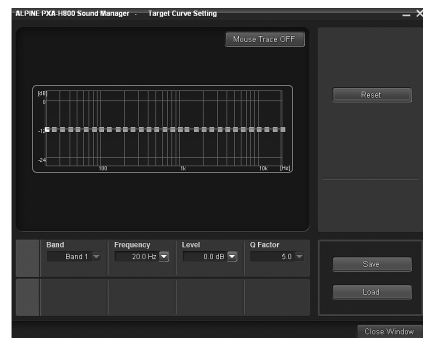 ALPINE PXA-H800 Sound Manager - Target Curve Setting
Mouse Trace OFF
Reset
[dB]
0
-12
-24
100 1k 10k [Hz]
Band Frequency Level Q Factor
Band 1 20.0 Hz 0.0 dB 5.0
Save
Load
Close Window